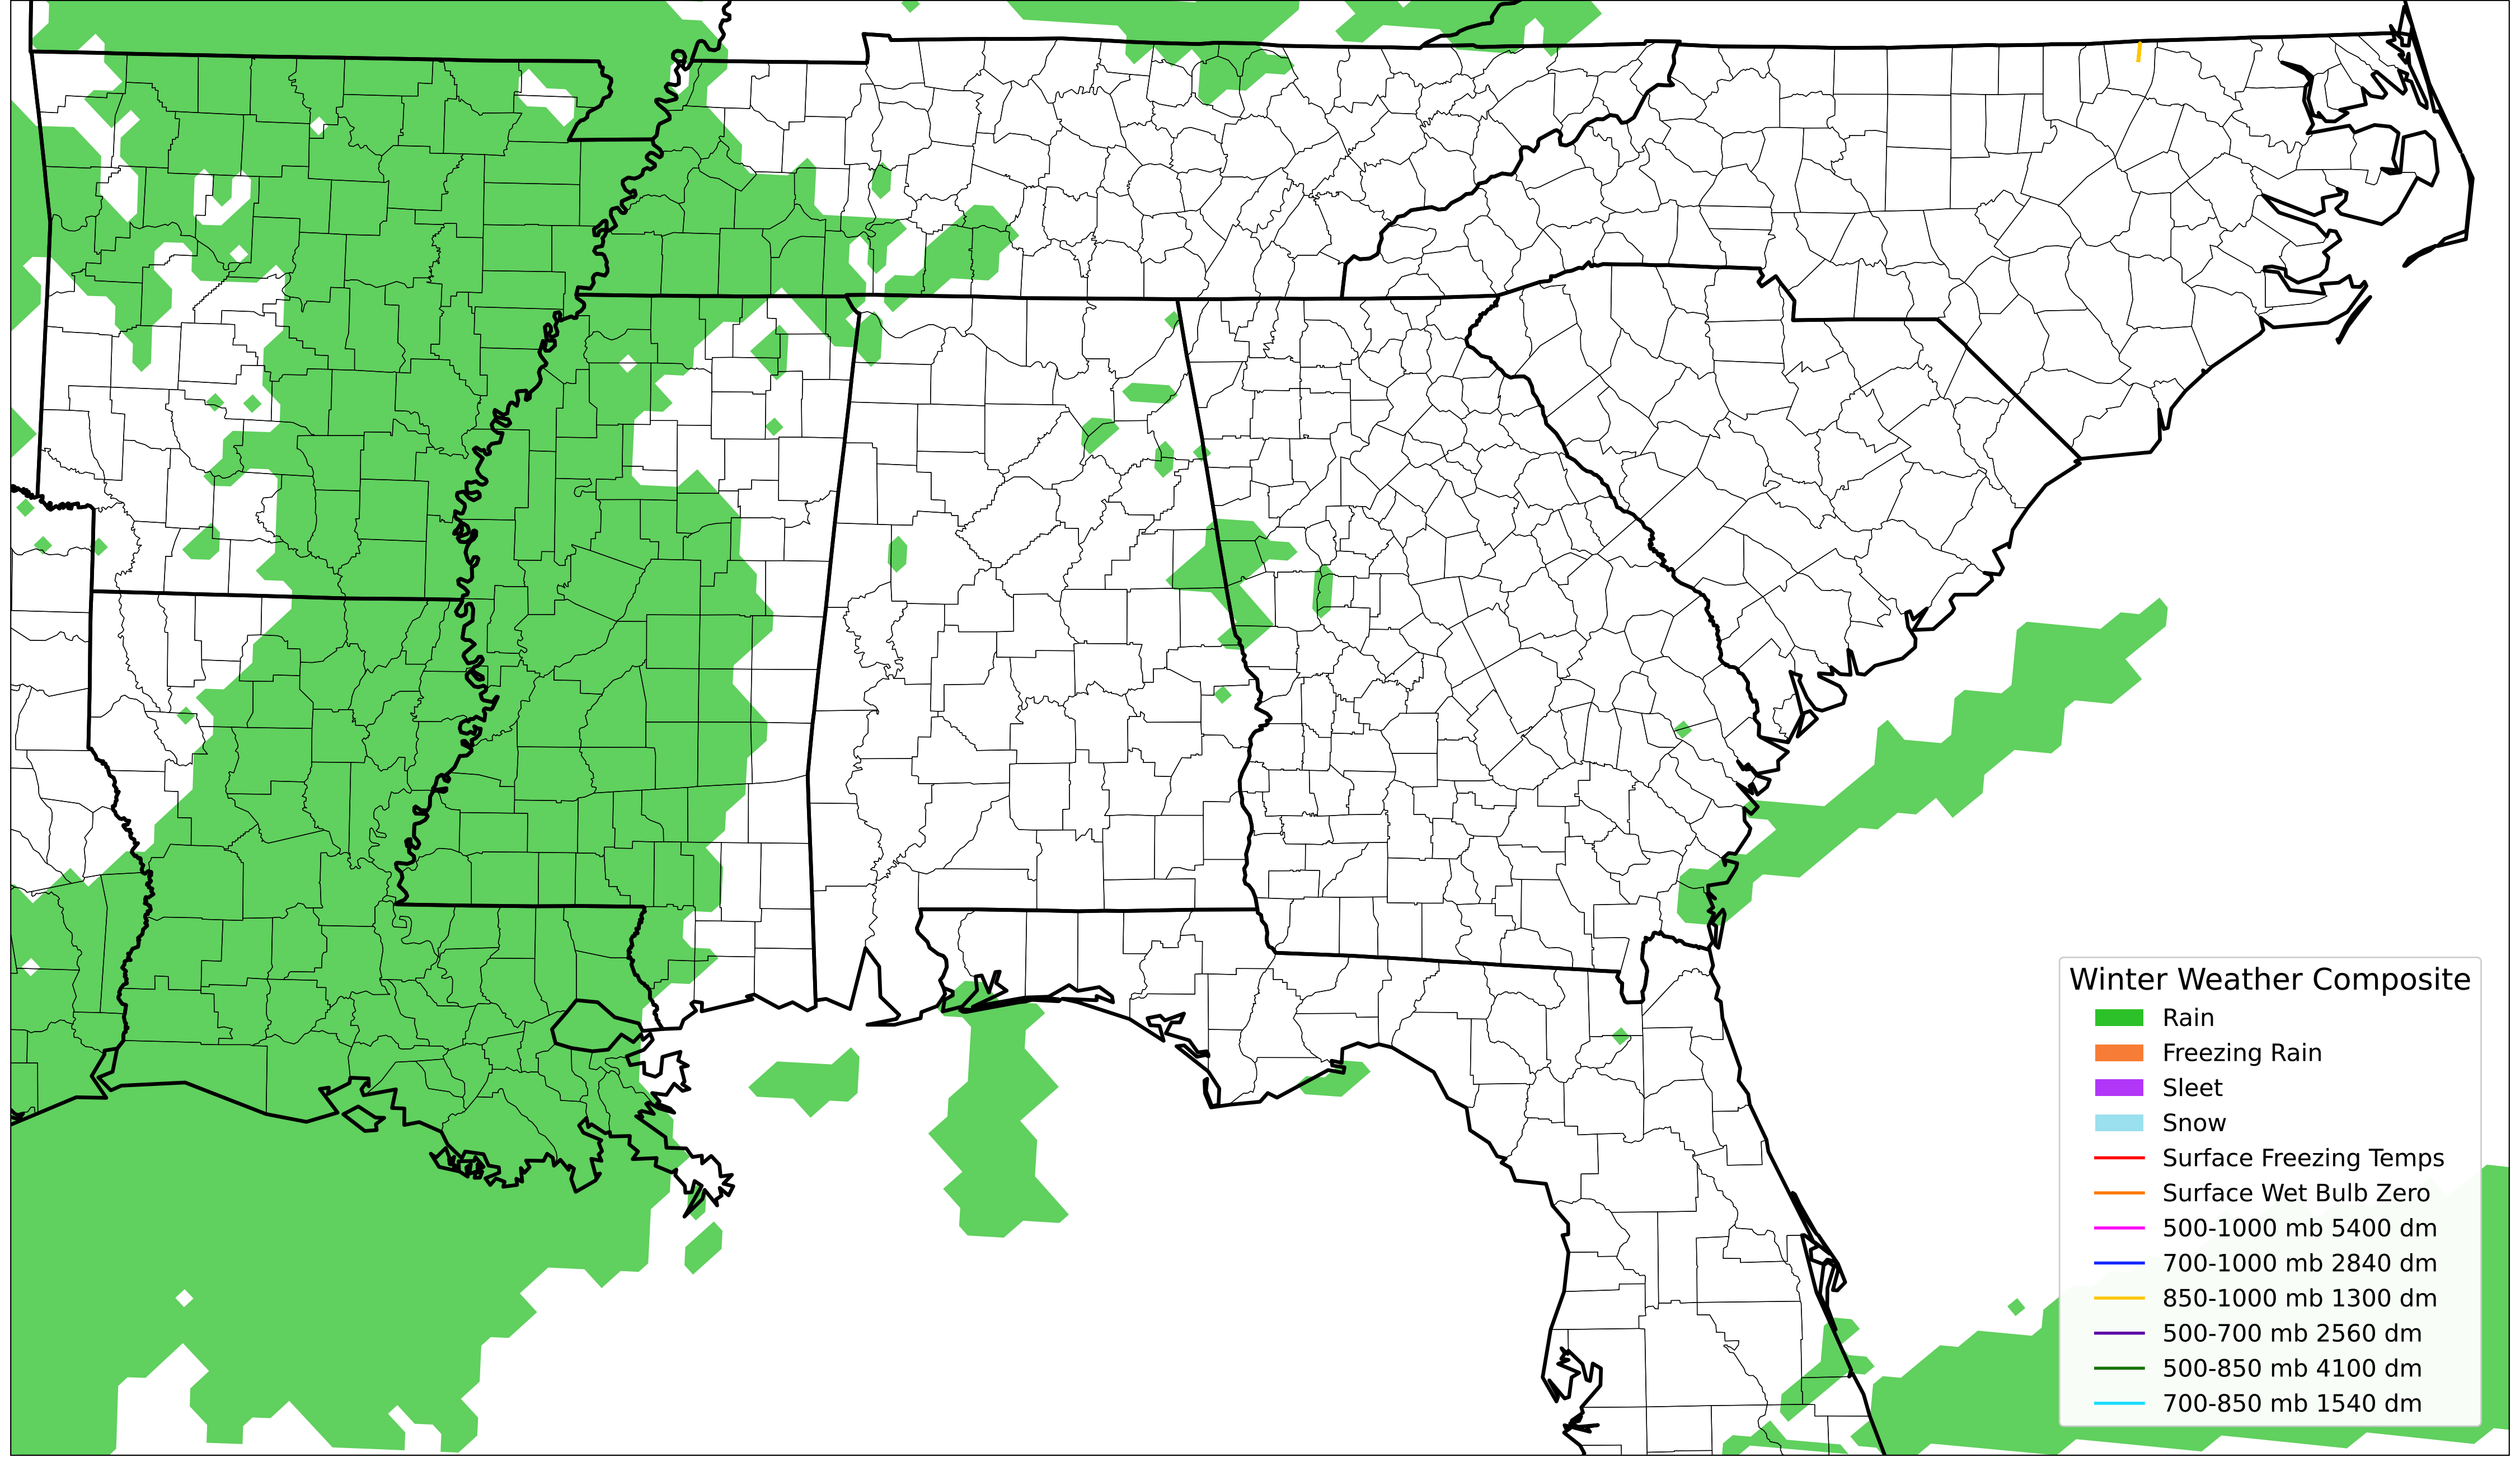 Winter Weather Composite
Rain
Freezing Rain
Sleet
Snow
Surface Freezing Temps
Surface Wet Bulb Zero
500-1000 mb 5400 dm
700-1000 mb 2840 dm
850-1000 mb 1300 dm
500-700 mb 2560 dm
500-850 mb 4100 dm
700-850 mb 1540 dm